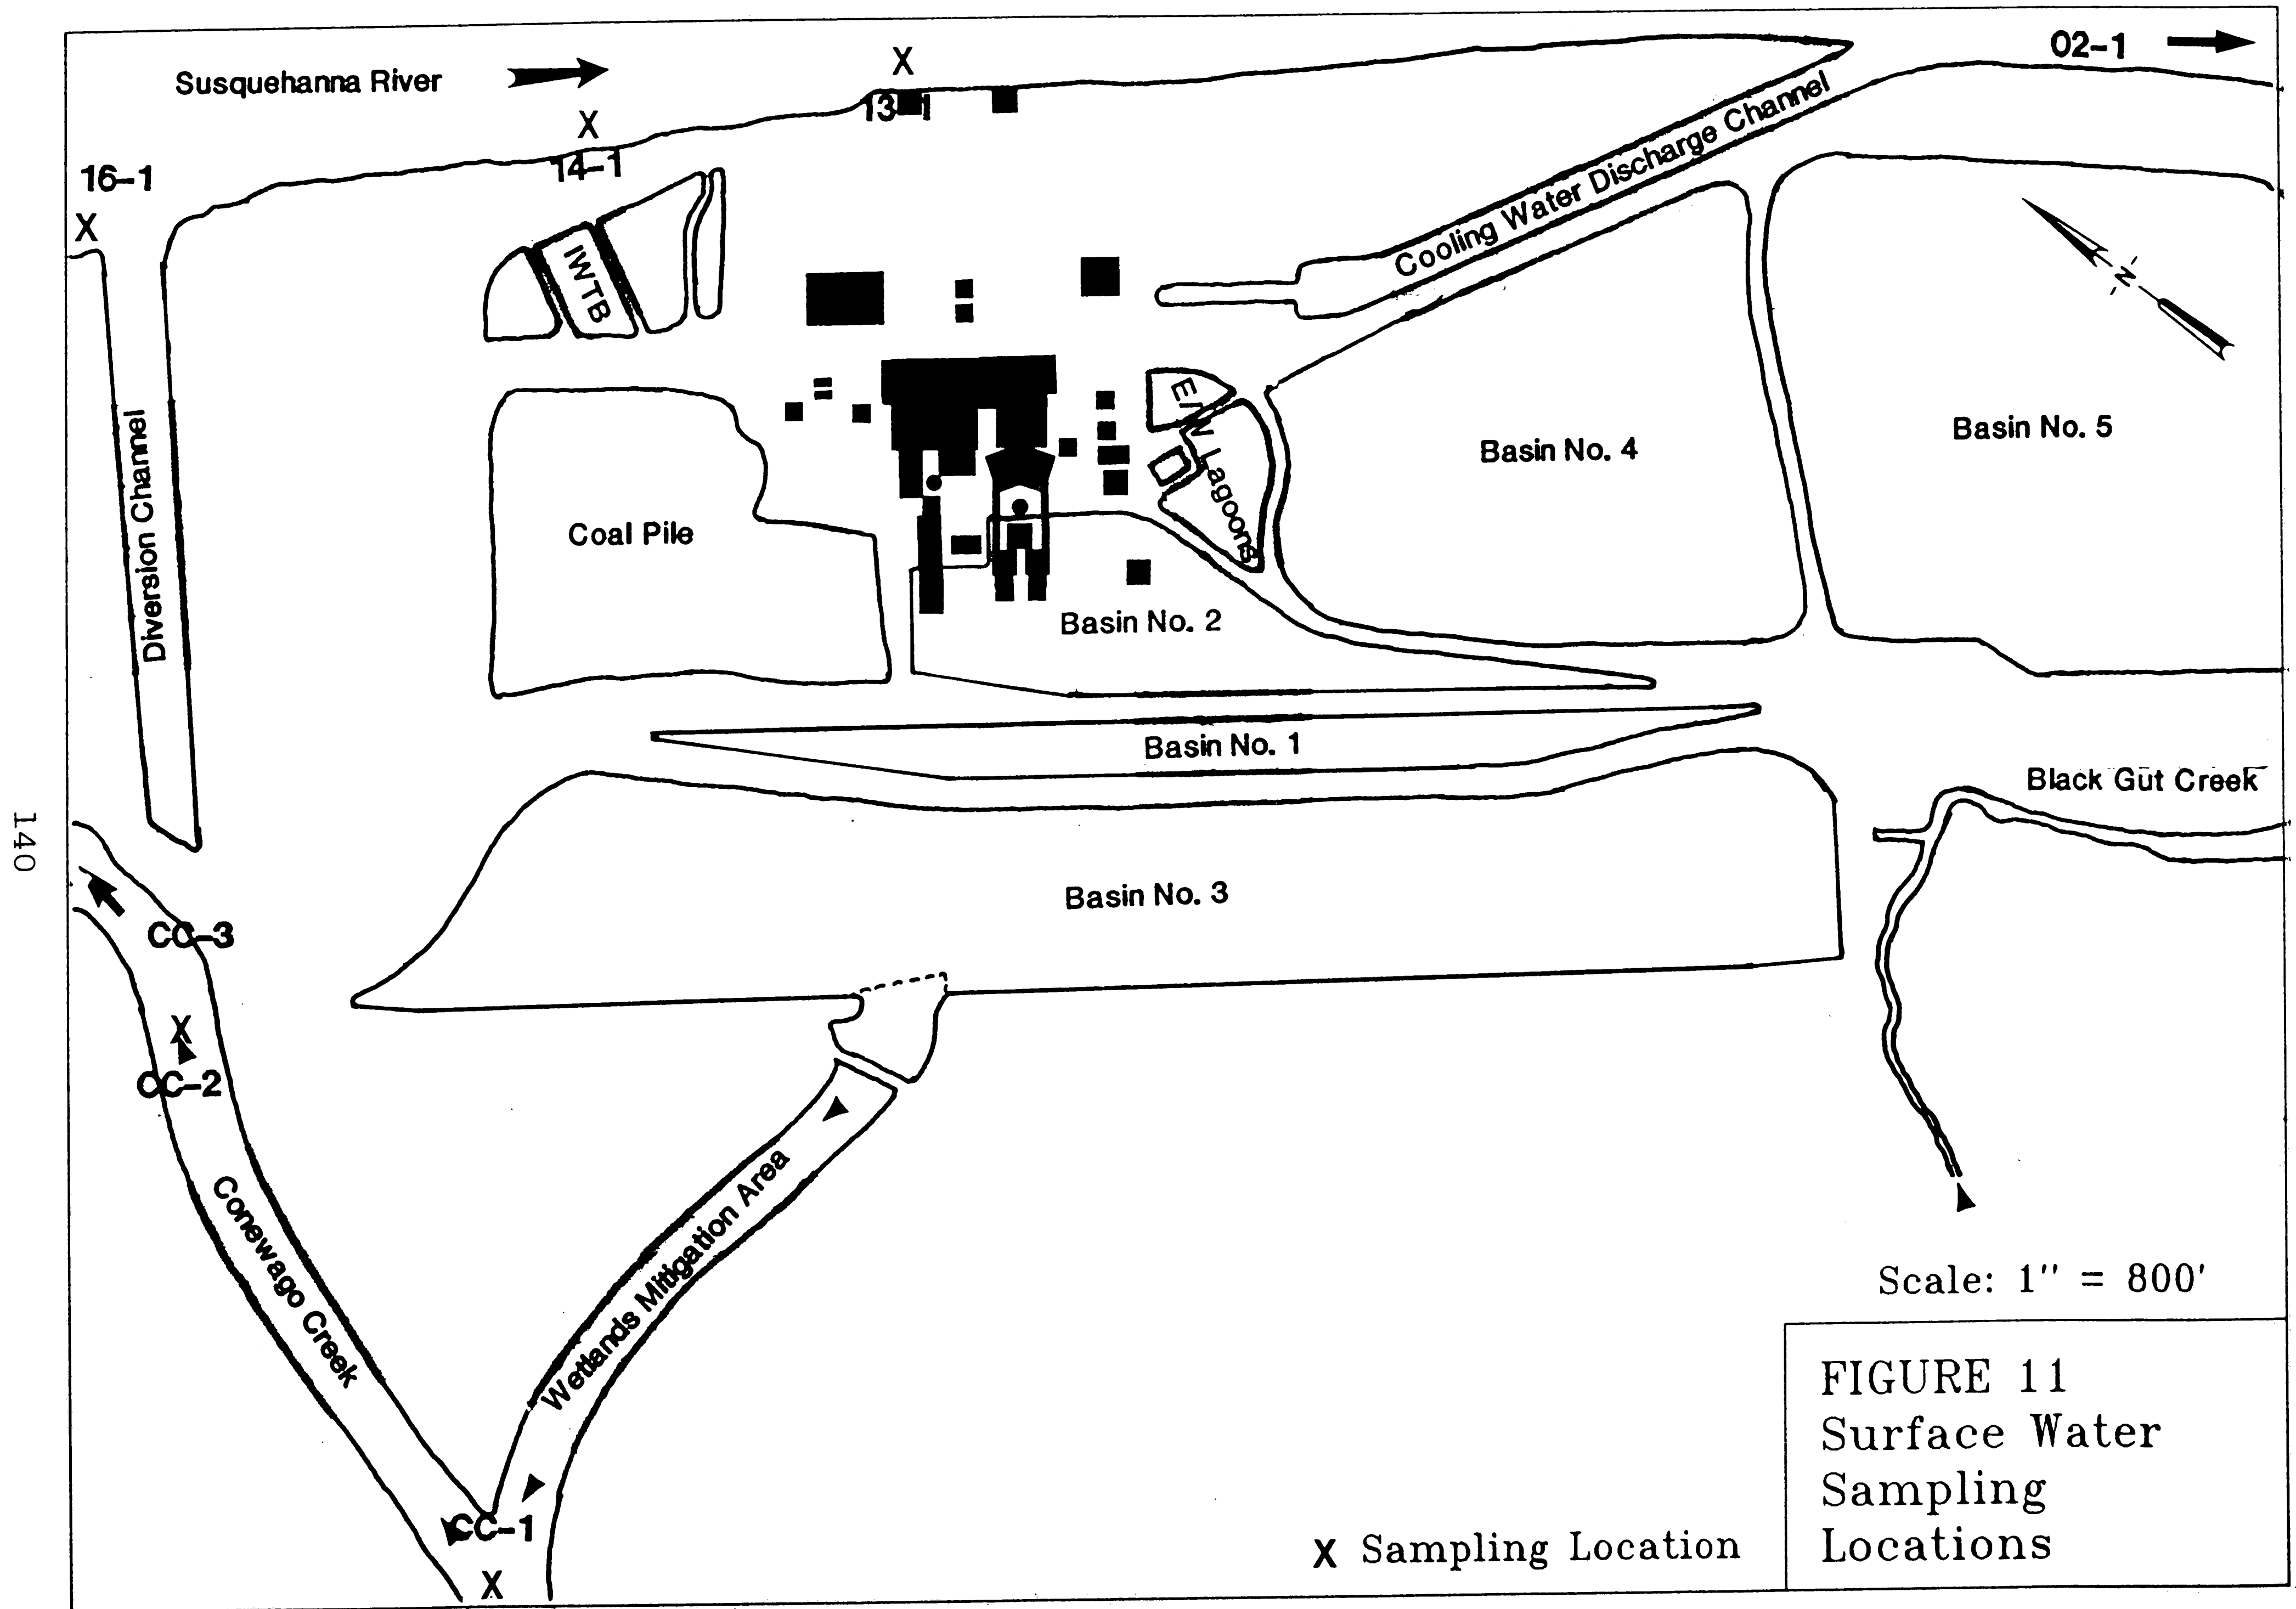 Susquehanna River
X
02-1
13 1
X
14-1
16-1
X
Cooling Water Discharge Channel
IWTB
N
E/N Lagoons
Basin No. 4
Basin No. 5
Diversion Channel
Coal Pile
Basin No. 2
Basin No. 1
Black Gut Creek
140
Basin No. 3
CC-3
X
CC-2
Conewago Creek
Wetlands Mitigation Area
Scale: 1" = 800'
CC-1
X
X Sampling Location
FIGURE 11
Surface Water
Sampling
Locations